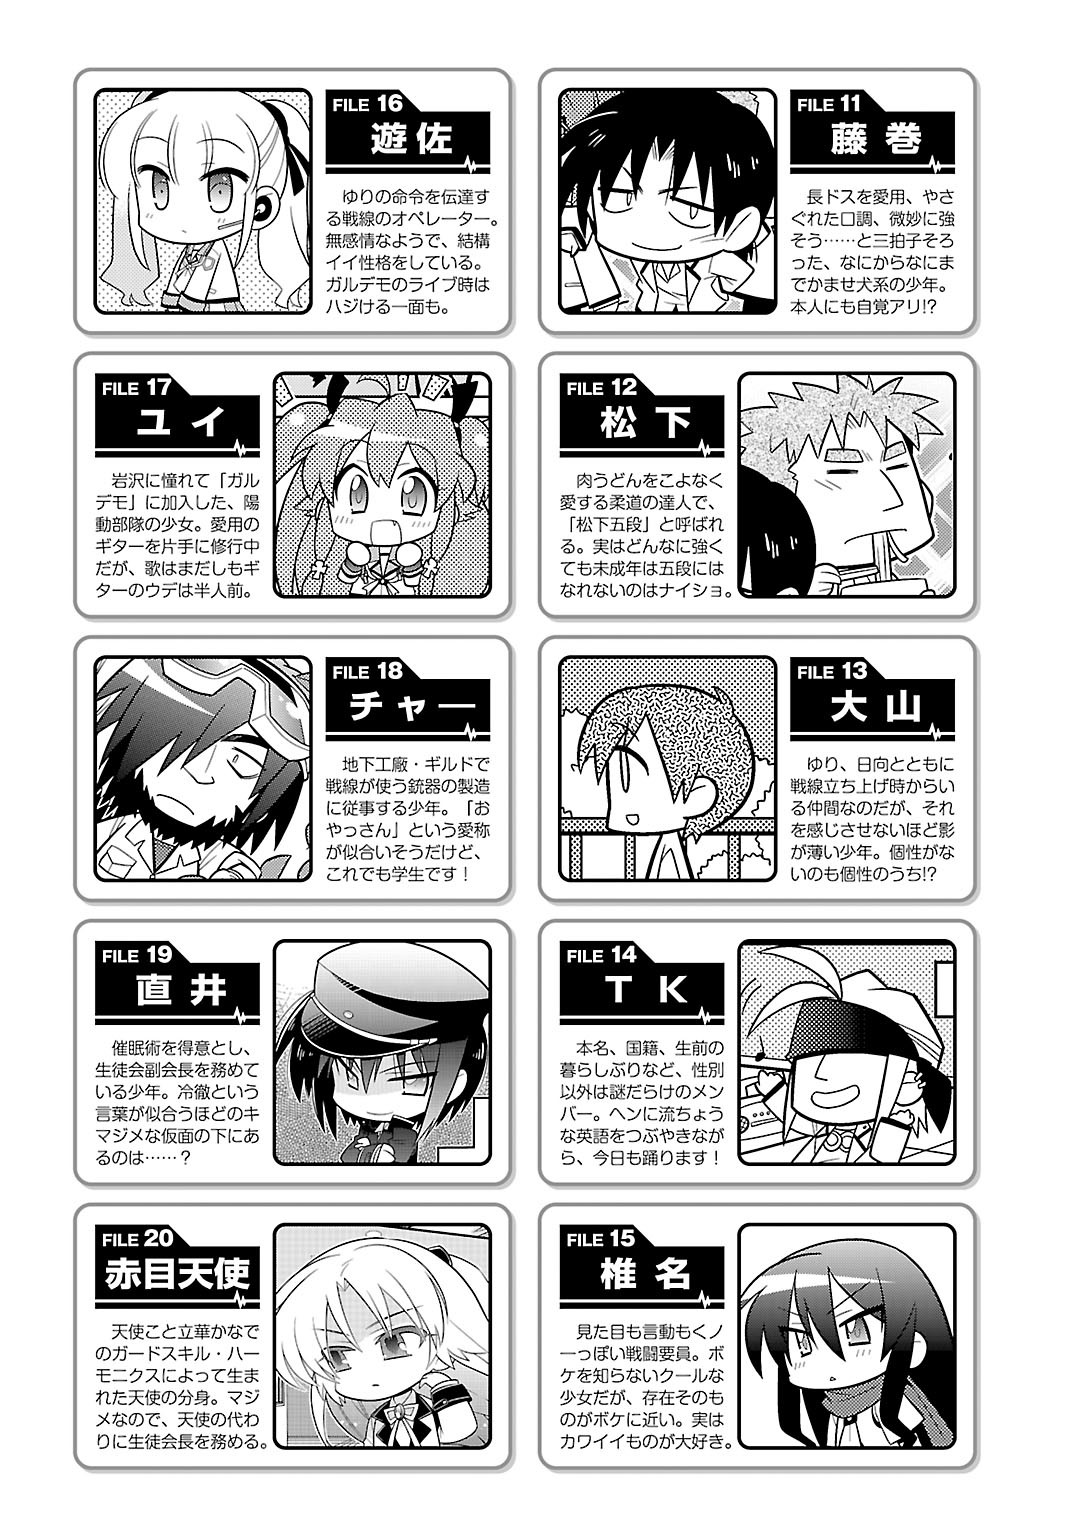 FILE 11
藤巻
長ドスを愛用、やさ
ぐれた口調、微妙に強
そう……と三拍子そろ
った、なにからなにま
でかませ犬系の少年。
本人にも自覚アリ!?
FILE 12
松下
肉うどんをこよなく
愛する柔道の達人で、
「松下五段」と呼ばれ
る。実はどんなに強く
ても未成年は五段には
なれないのはナイショ。
FILE 13
大山
ゆり、日向とともに
戦線立ち上げ時からい
る仲間なのだが、それ
を感じさせないほど影
が薄い少年。個性がな
いのも個性のうち!?
FILE 14
TK
本名、国籍、生前の
暮らしぶりなど、性別
以外は謎だらけのメン
バー。ヘンに流ちょう
な英語をつぶやきなが
ら、今日も踊ります！
FILE 15
椎名
見た目も言動もくノ
一っぽい戦闘要員。ボ
ケを知らないクールな
少女だが、存在そのも
のがボケに近い。実は
カワイイものが大好き。
FILE 16
遊佐
ゆりの命令を伝達す
る戦線のオペレーター。
無感情なようで、結構
イイ性格をしている。
ガルデモのライブ時は
ハジける一面も。
FILE 17
ユイ
岩沢に憧れて「ガル
デモ」に加入した、陽
動部隊の少女。愛用の
ギターを片手に修行中
だが、歌はまだしもギ
ターのウデは半人前。
FILE 18
チャー
地下工廠・ギルドで
戦線が使う銃器の製造
に従事する少年。「お
やっさん」という愛称
が似合いそうだけど、
これでも学生です！
FILE 19
直井
催眠術を得意とし、
生徒会副会長を務めて
いる少年。冷徹という
言葉が似合うほどのキ
マジメな仮面の下にあ
るのは……？
FILE 20
赤目天使
天使こと立華かなで
のガードスキル・ハー
モニクスによって生ま
れた天使の分身。マジ
メなので、天使の代わ
りに生徒会長を務める。